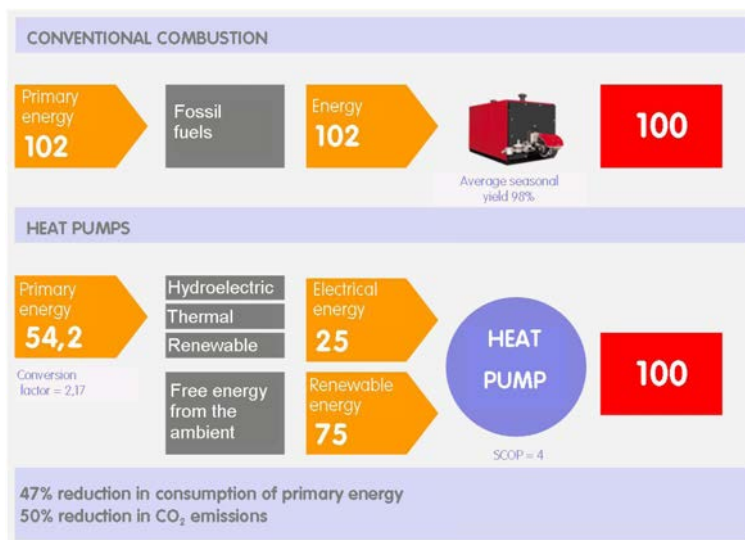 CONVENTIONAL COMBUSTION
Primary
energy
102
Fossil
fuels
Energy
102
Average seasonal
yield 98%
100
HEAT PUMPS
Primary
energy
54,2
Conversion
factor = 2,17
Hydroelectric
Thermal
Renewable
Free energy
from the
ambient
Electrical
energy
25
Renewable
energy
75
HEAT
PUMP
SCOP = 4
100
47% reduction in consumption of primary energy
50% reduction in CO₂ emissions